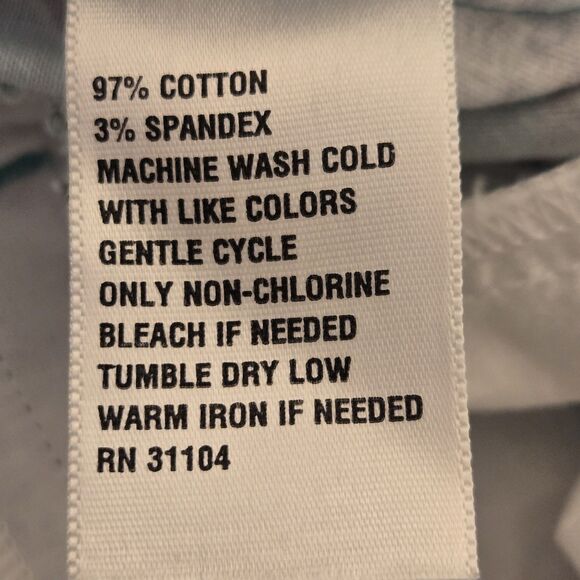 97% COTTON
3% SPANDEX
MACHINE WASH COLD
WITH LIKE COLORS
GENTLE CYCLE
ONLY NON-CHLORINE
BLEACH IF NEEDED
TUMBLE DRY LOW
WARM IRON IF NEEDED
RN 31104